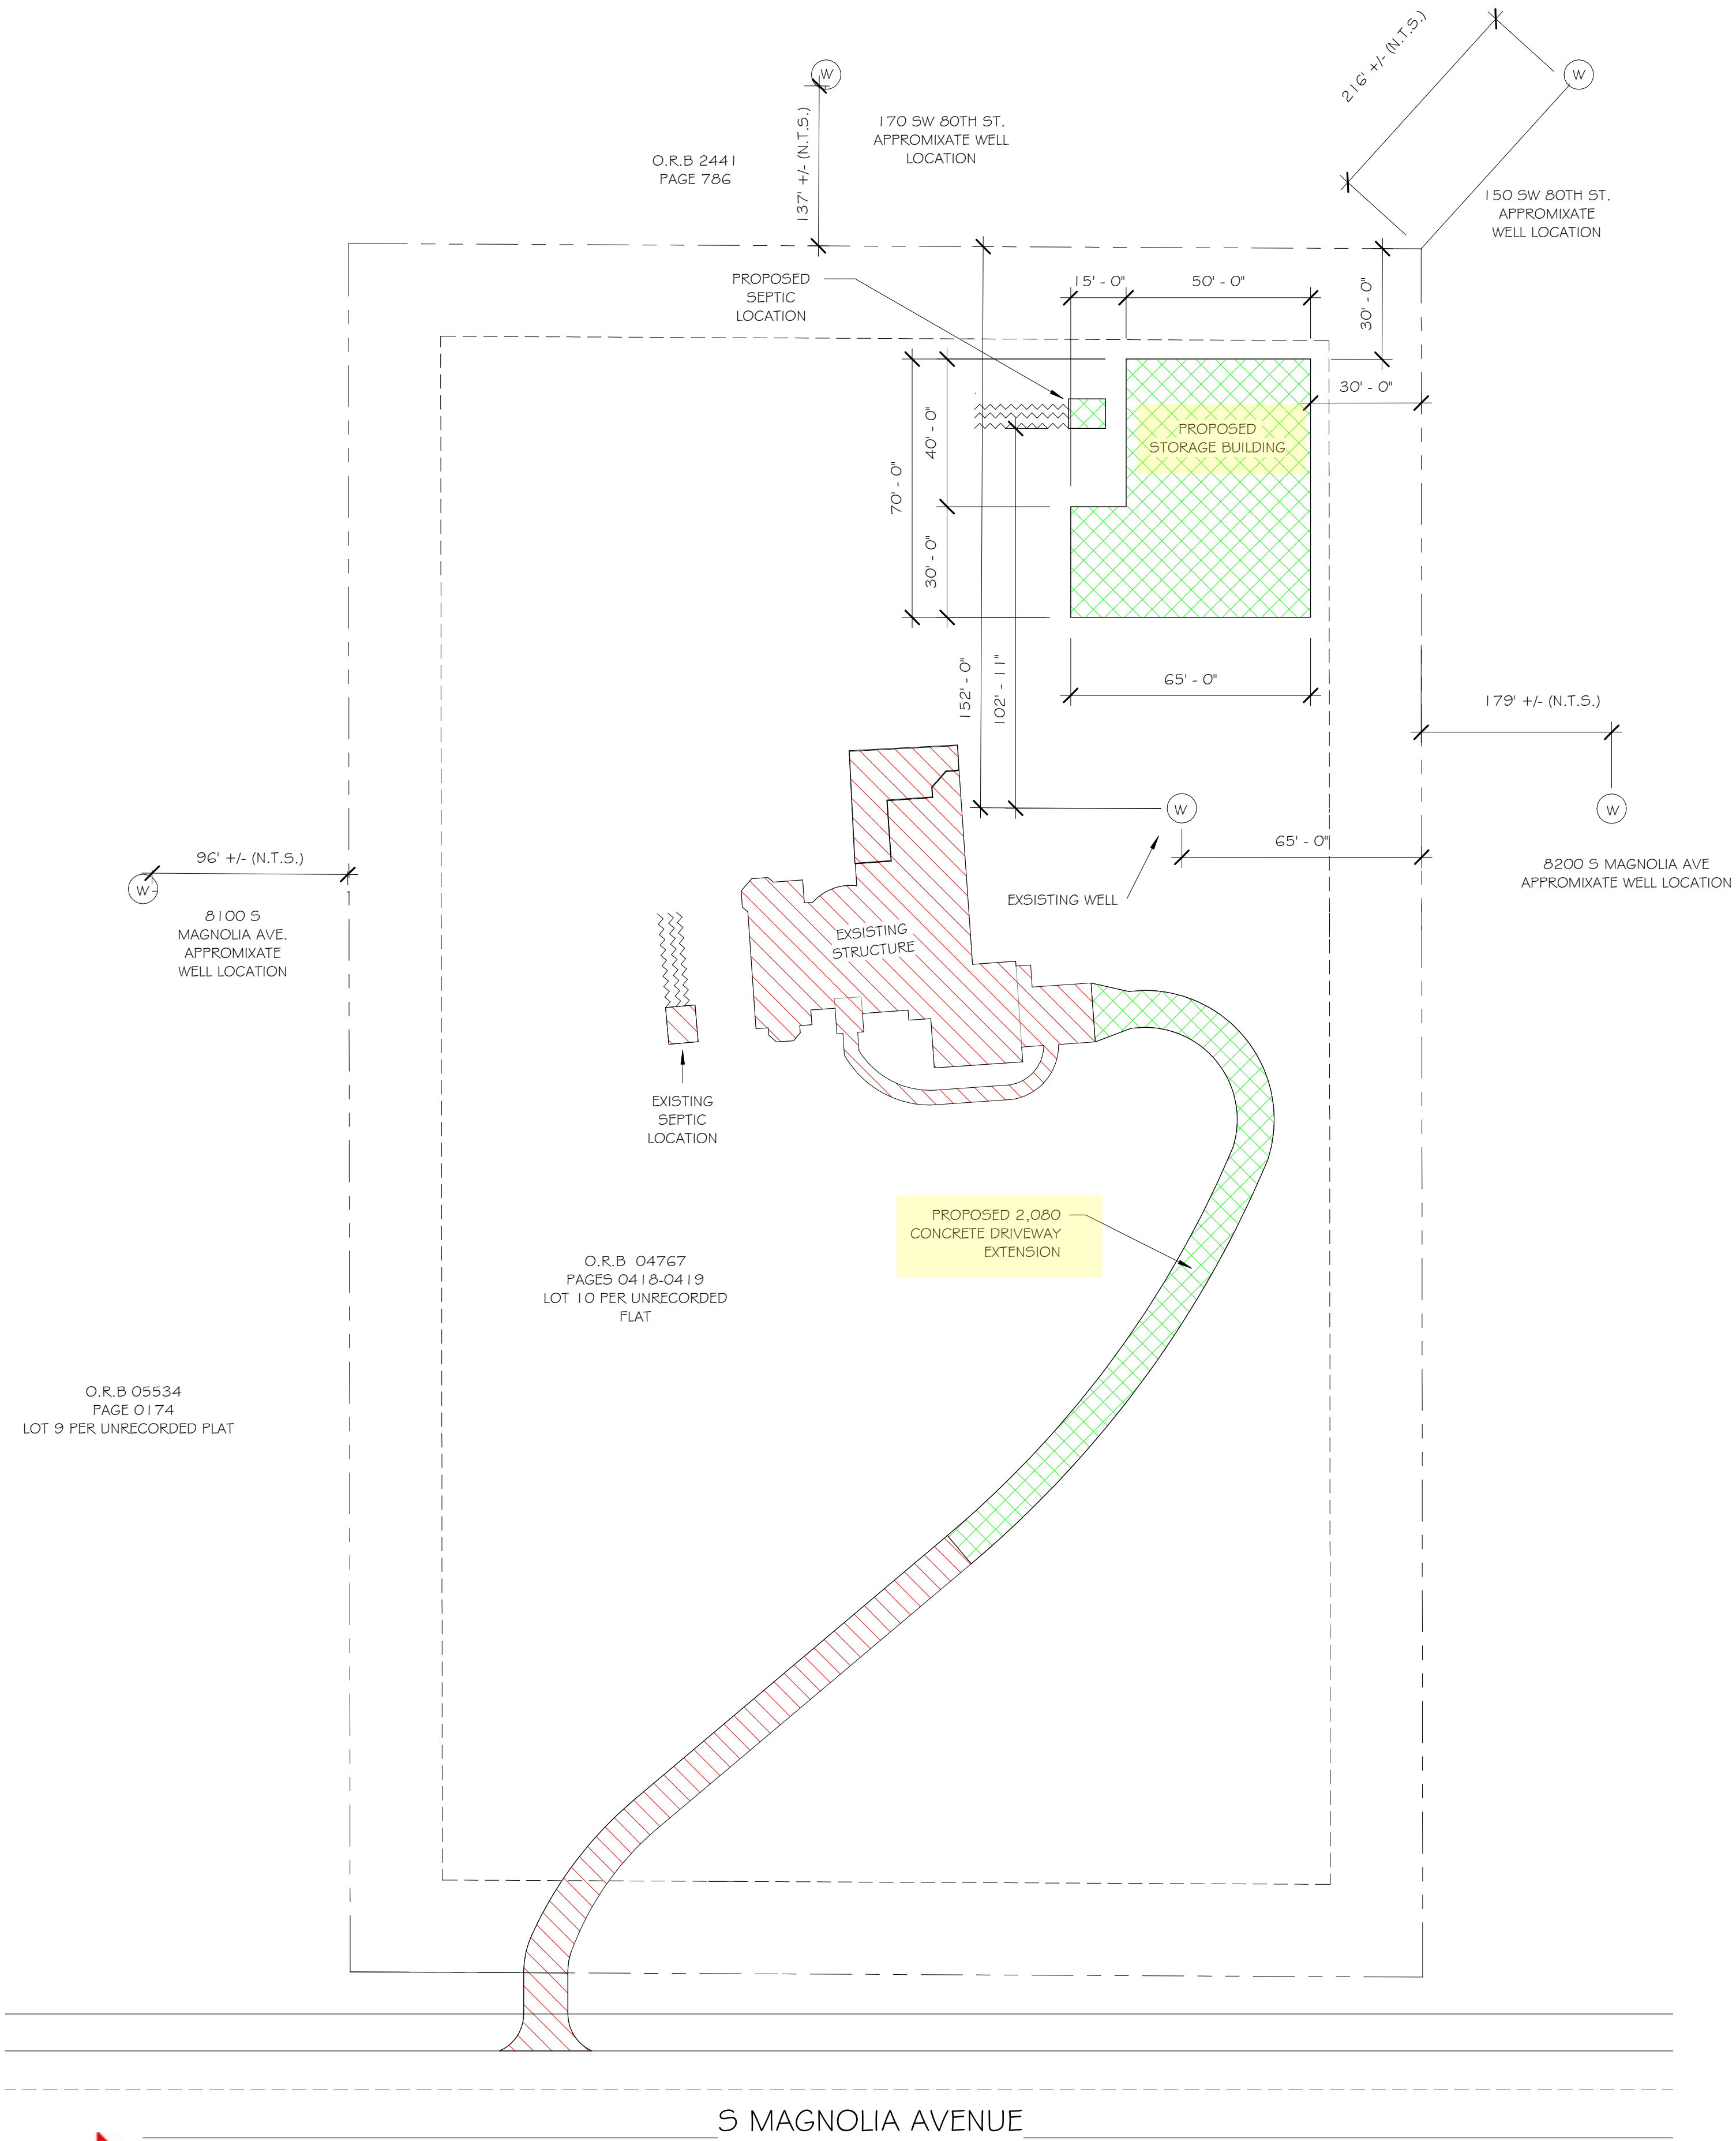 216' +/- (N.T.S.)
W
W
137' +/- (N.T.S.)
170 SW 80TH ST.
APPROMIXATE WELL
LOCATION
O.R.B 2441
PAGE 786
150 SW 80TH ST.
APPROMIXATE
WELL LOCATION
PROPOSED
SEPTIC
LOCATION
15' - 0"
50' - 0"
30' - 0"
30' - 0"
40' - 0"
70' - 0"
30' - 0"
PROPOSED
STORAGE BUILDING
152' - 0"
102' - 11"
65' - 0"
179' +/- (N.T.S.)
W
W
65' - 0"
96' +/- (N.T.S.)
W
8200 S MAGNOLIA AVE
APPROMIXATE WELL LOCATION
EXSISTING WELL
8100 S
MAGNOLIA AVE.
APPROMIXATE
WELL LOCATION
EXSISTING
STRUCTURE
EXISTING
SEPTIC
LOCATION
PROPOSED 2,080
CONCRETE DRIVEWAY
EXTENSION
O.R.B  04767
PAGES 0418-0419
LOT 10 PER UNRECORDED
FLAT
O.R.B 05534
PAGE 0174
LOT 9 PER UNRECORDED PLAT
S MAGNOLIA AVENUE